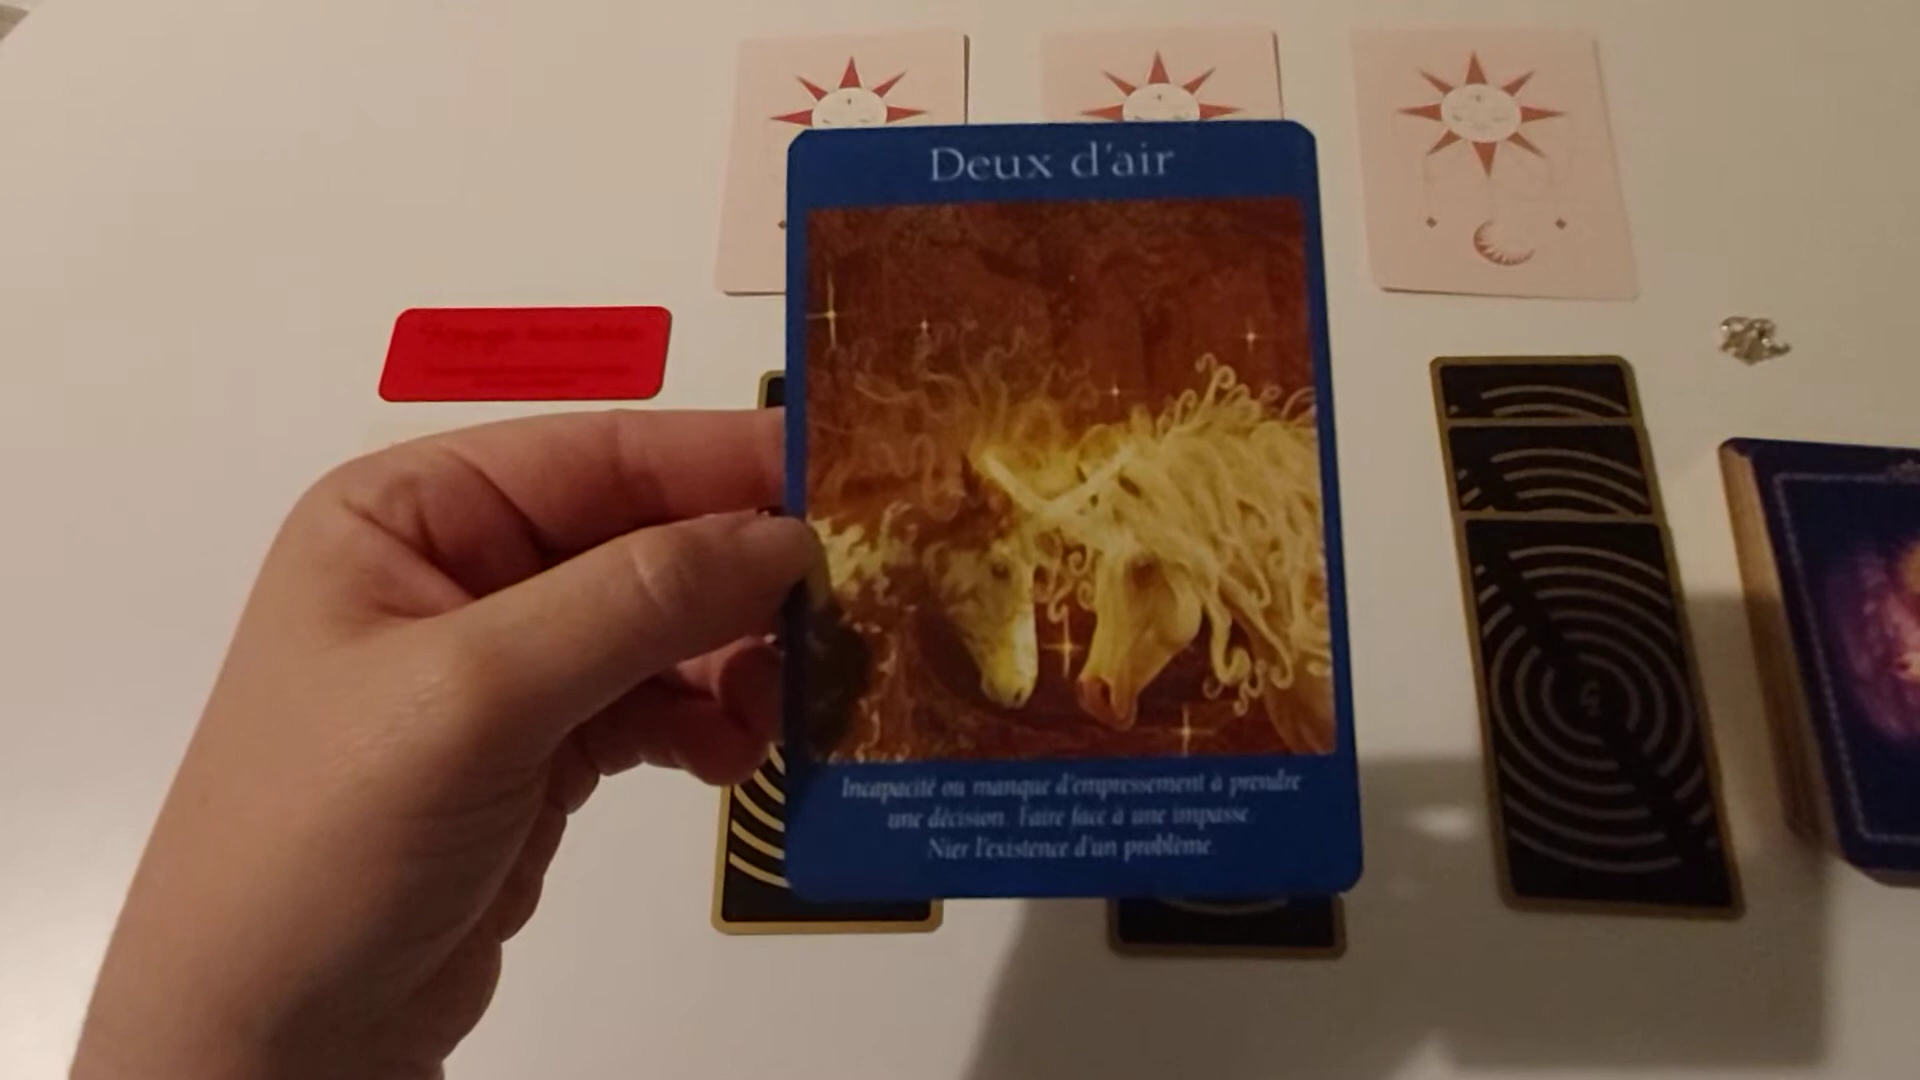 Deux d'air
Incapacité ou manque d'empressement à prendre
une décision. Faire face à une impasse.
Nier l'existence d'un problème.